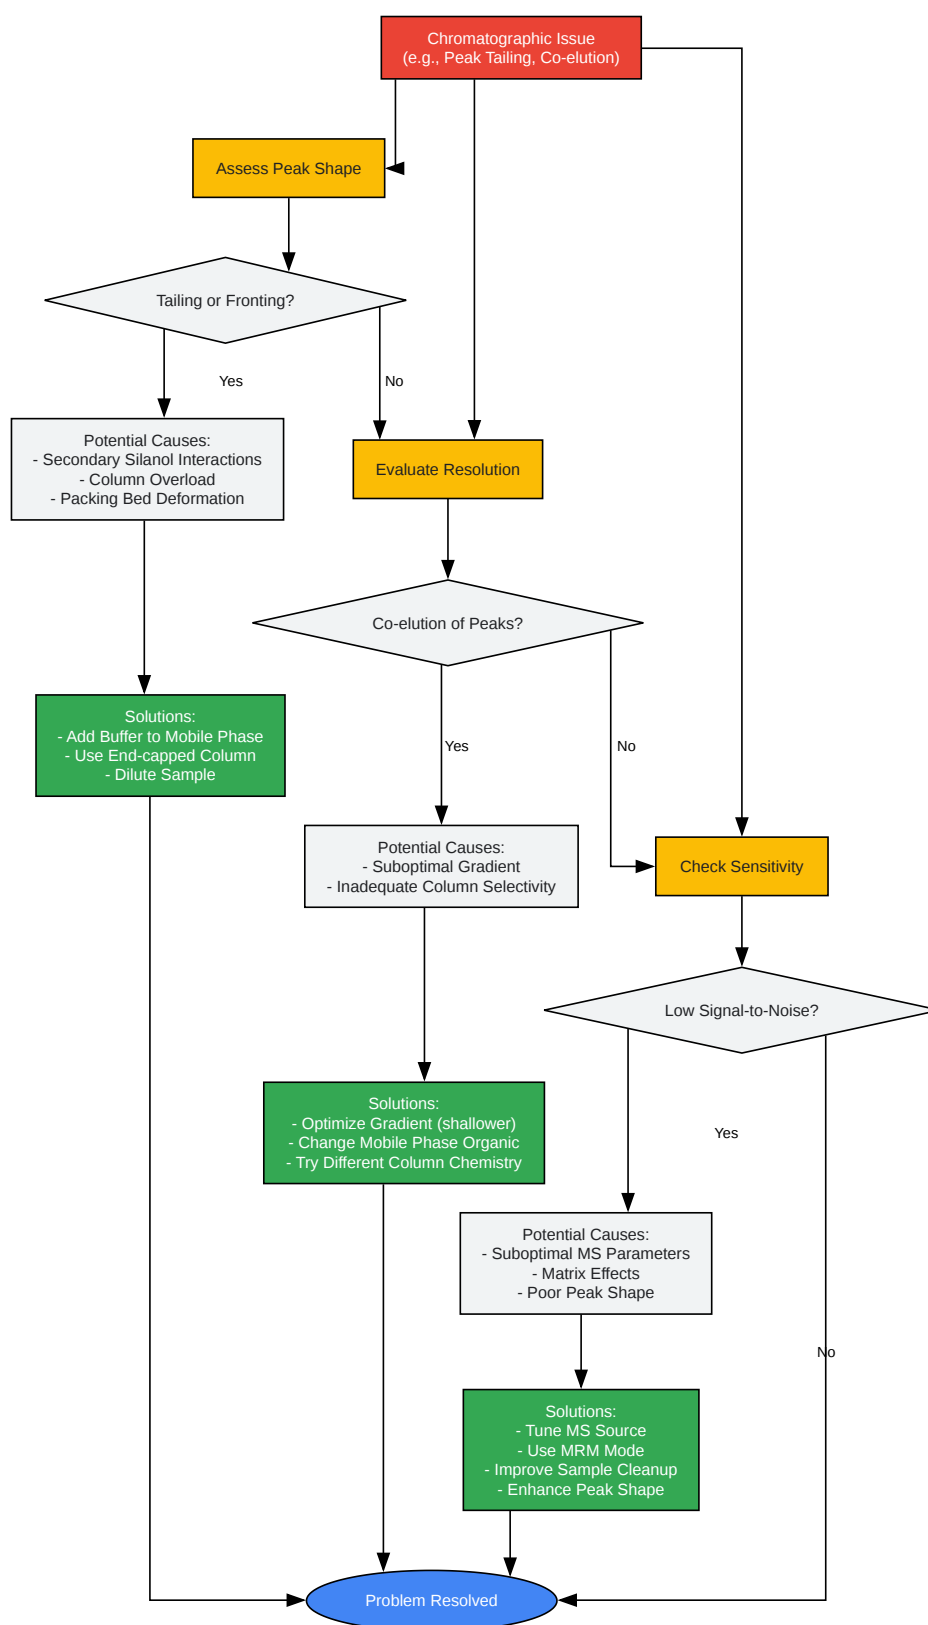 Chromatographic Issue
(e.g., Peak Tailing, Co-elution)
Assess Peak Shape
Tailing or Fronting?
Yes
No
Potential Causes:
- Secondary Silanol Interactions
- Column Overload
- Packing Bed Deformation
Evaluate Resolution
Co-elution of Peaks?
Solutions:
- Add Buffer to Mobile Phase
- Use End-capped Column
- Dilute Sample
Yes
No
Potential Causes:
- Suboptimal Gradient
- Inadequate Column Selectivity
Check Sensitivity
Low Signal-to-Noise?
Solutions:
- Optimize Gradient (shallower)
- Change Mobile Phase Organic
- Try Different Column Chemistry
Yes
Potential Causes:
- Suboptimal MS Parameters
- Matrix Effects
- Poor Peak Shape
No
Solutions:
- Tune MS Source
- Use MRM Mode
- Improve Sample Cleanup
- Enhance Peak Shape
Problem Resolved